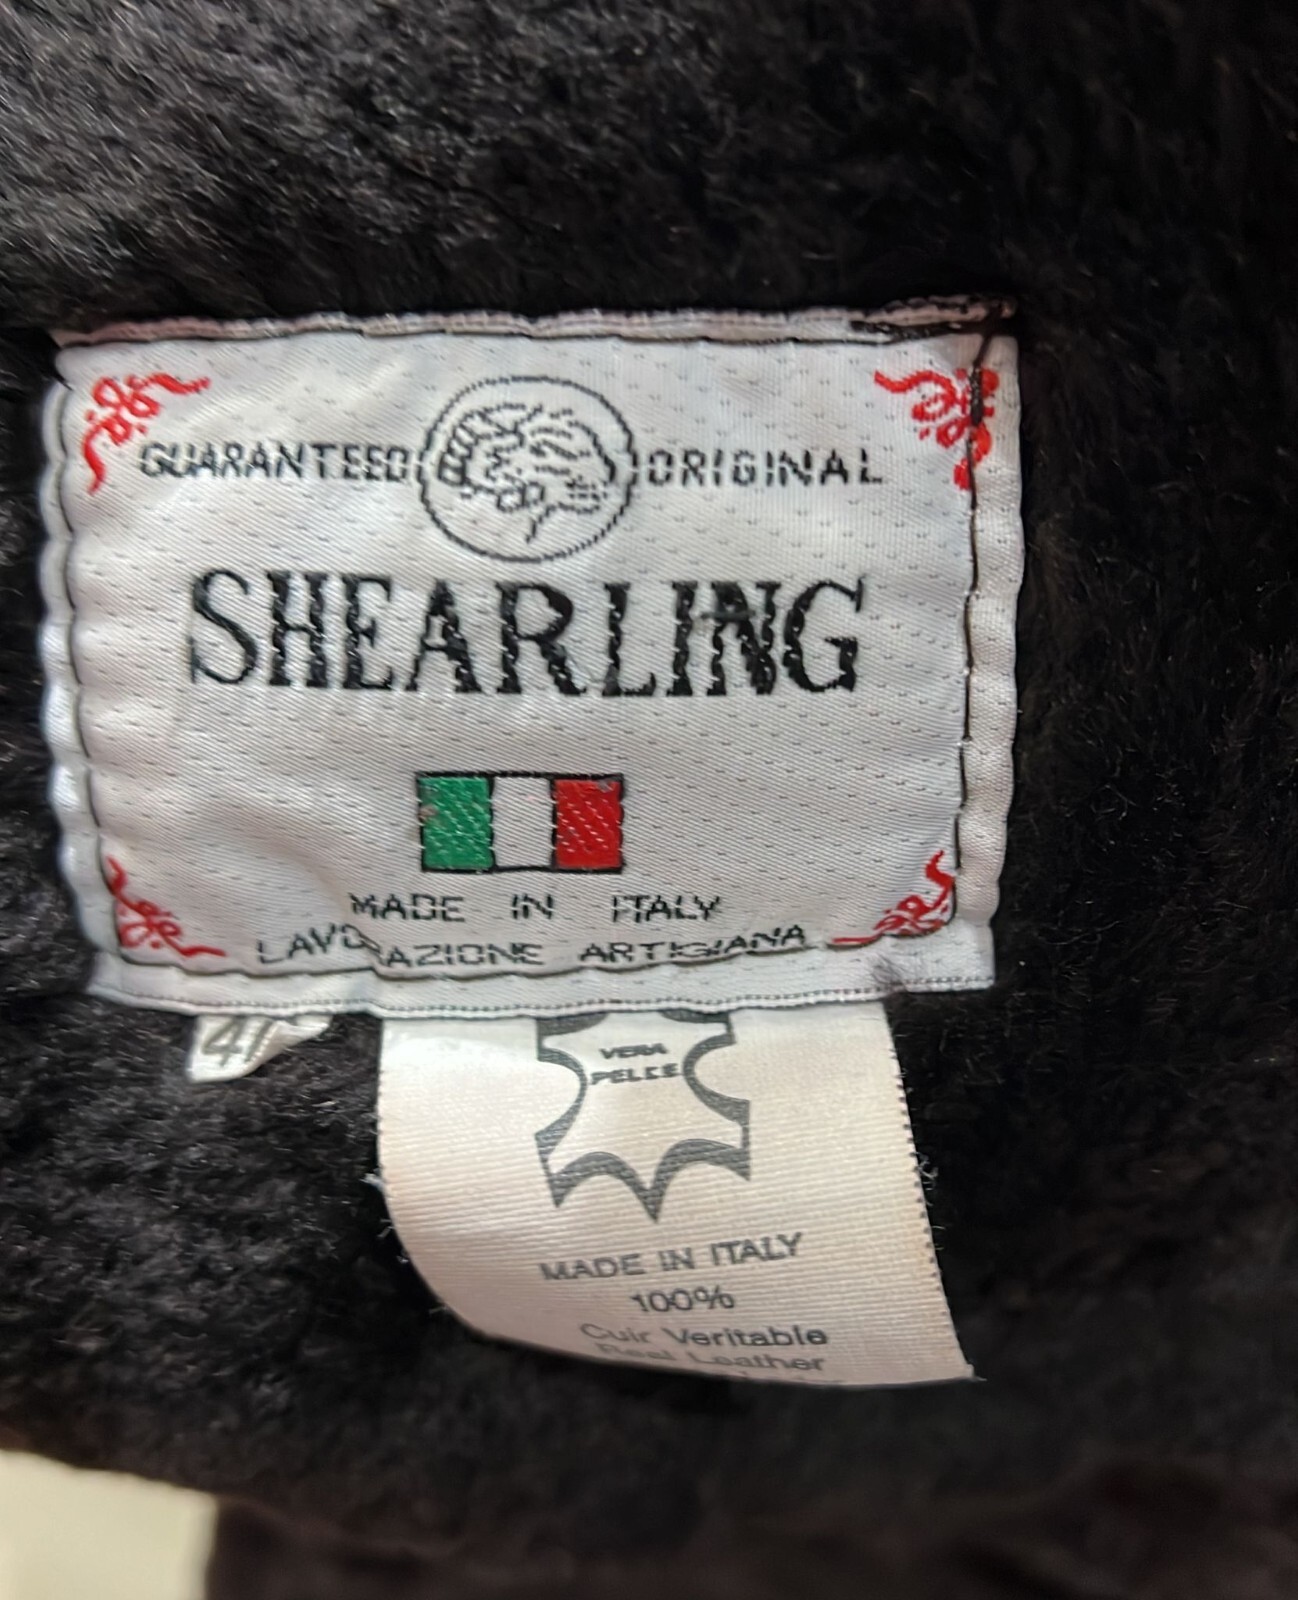 GUARANTEED ORIGINAL
SHEARLING
MADE IN ITALY
LAVORAZIONE ARTIGIANA
VERA
PELLE
MADE IN ITALY
100%
Cuir Veritable
Real Leather